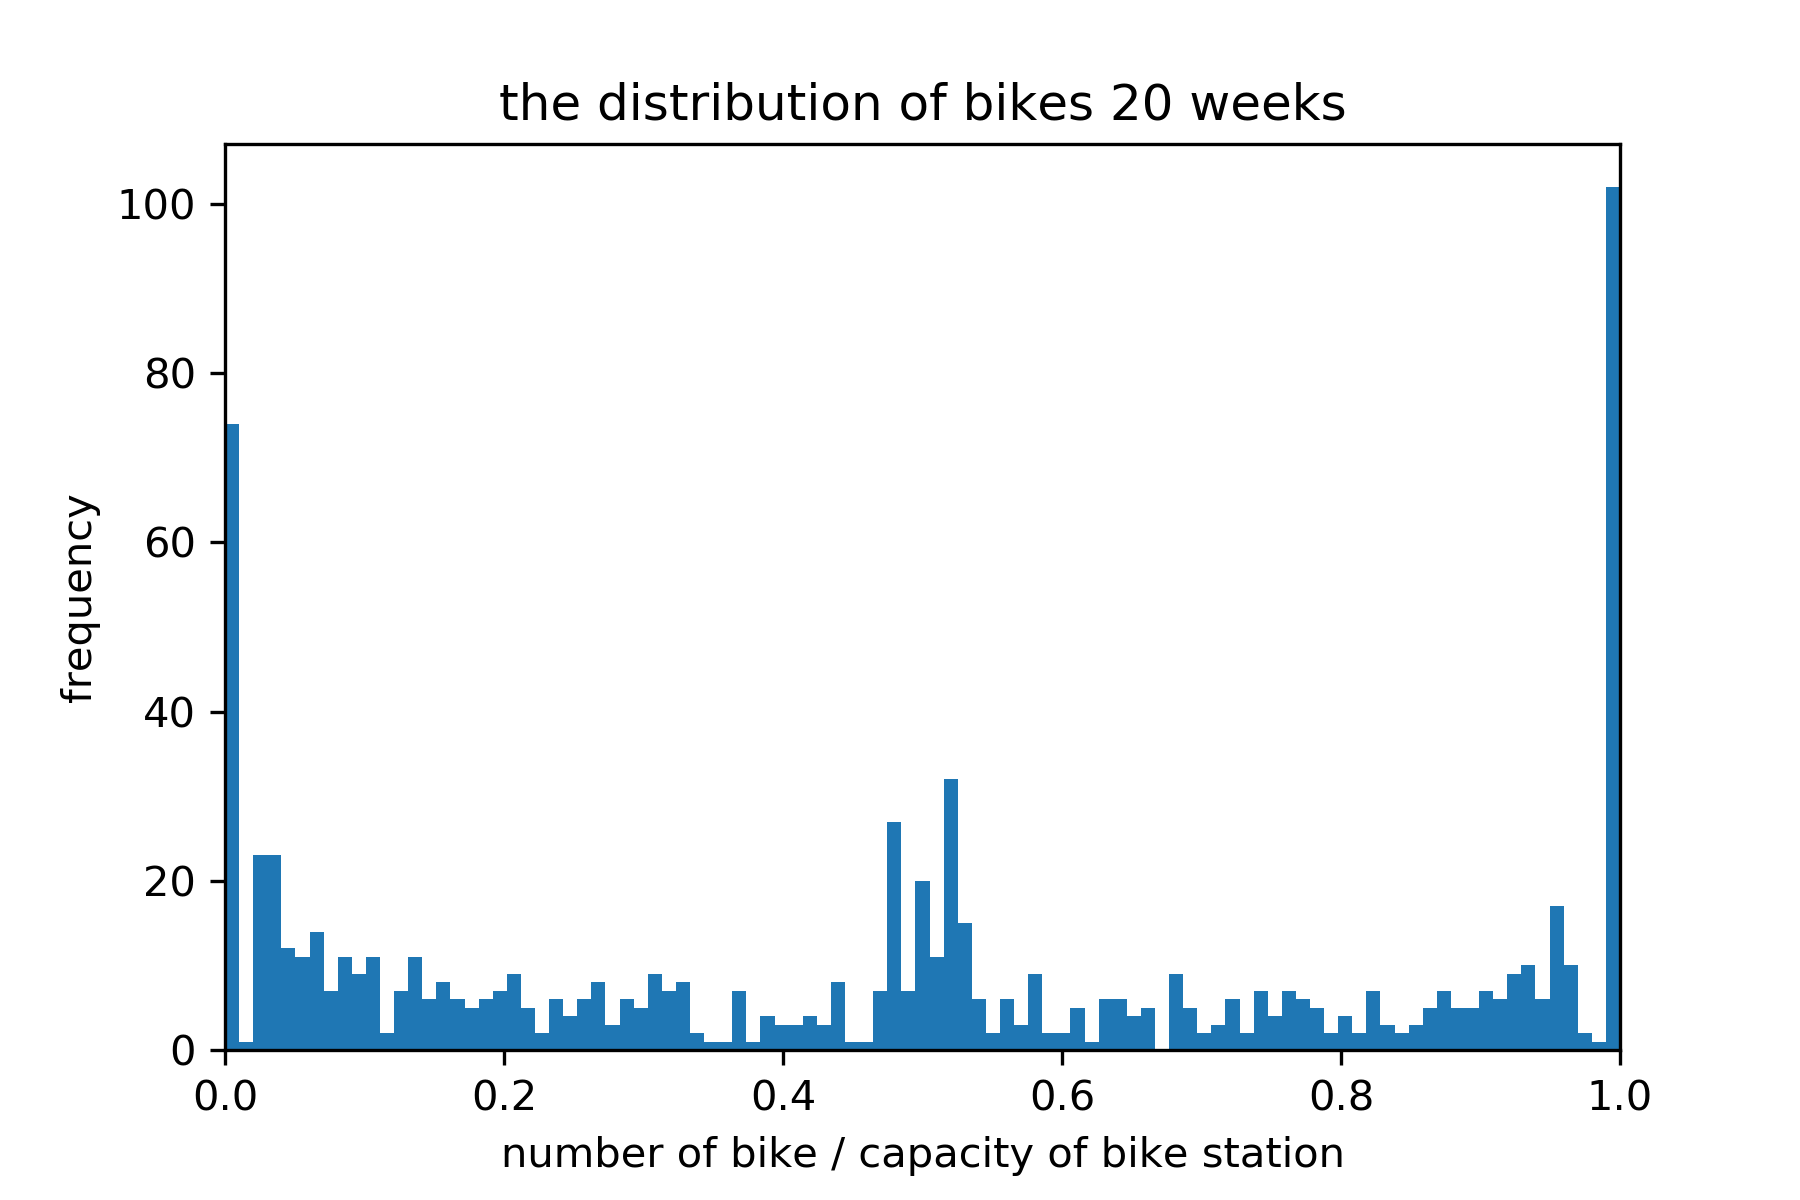 the distribution of bikes 20 weeks
100
80
60
40
20
0
frequency
0.0 0.2 0.4 0.6 0.8 1.0
number of bike / capacity of bike station